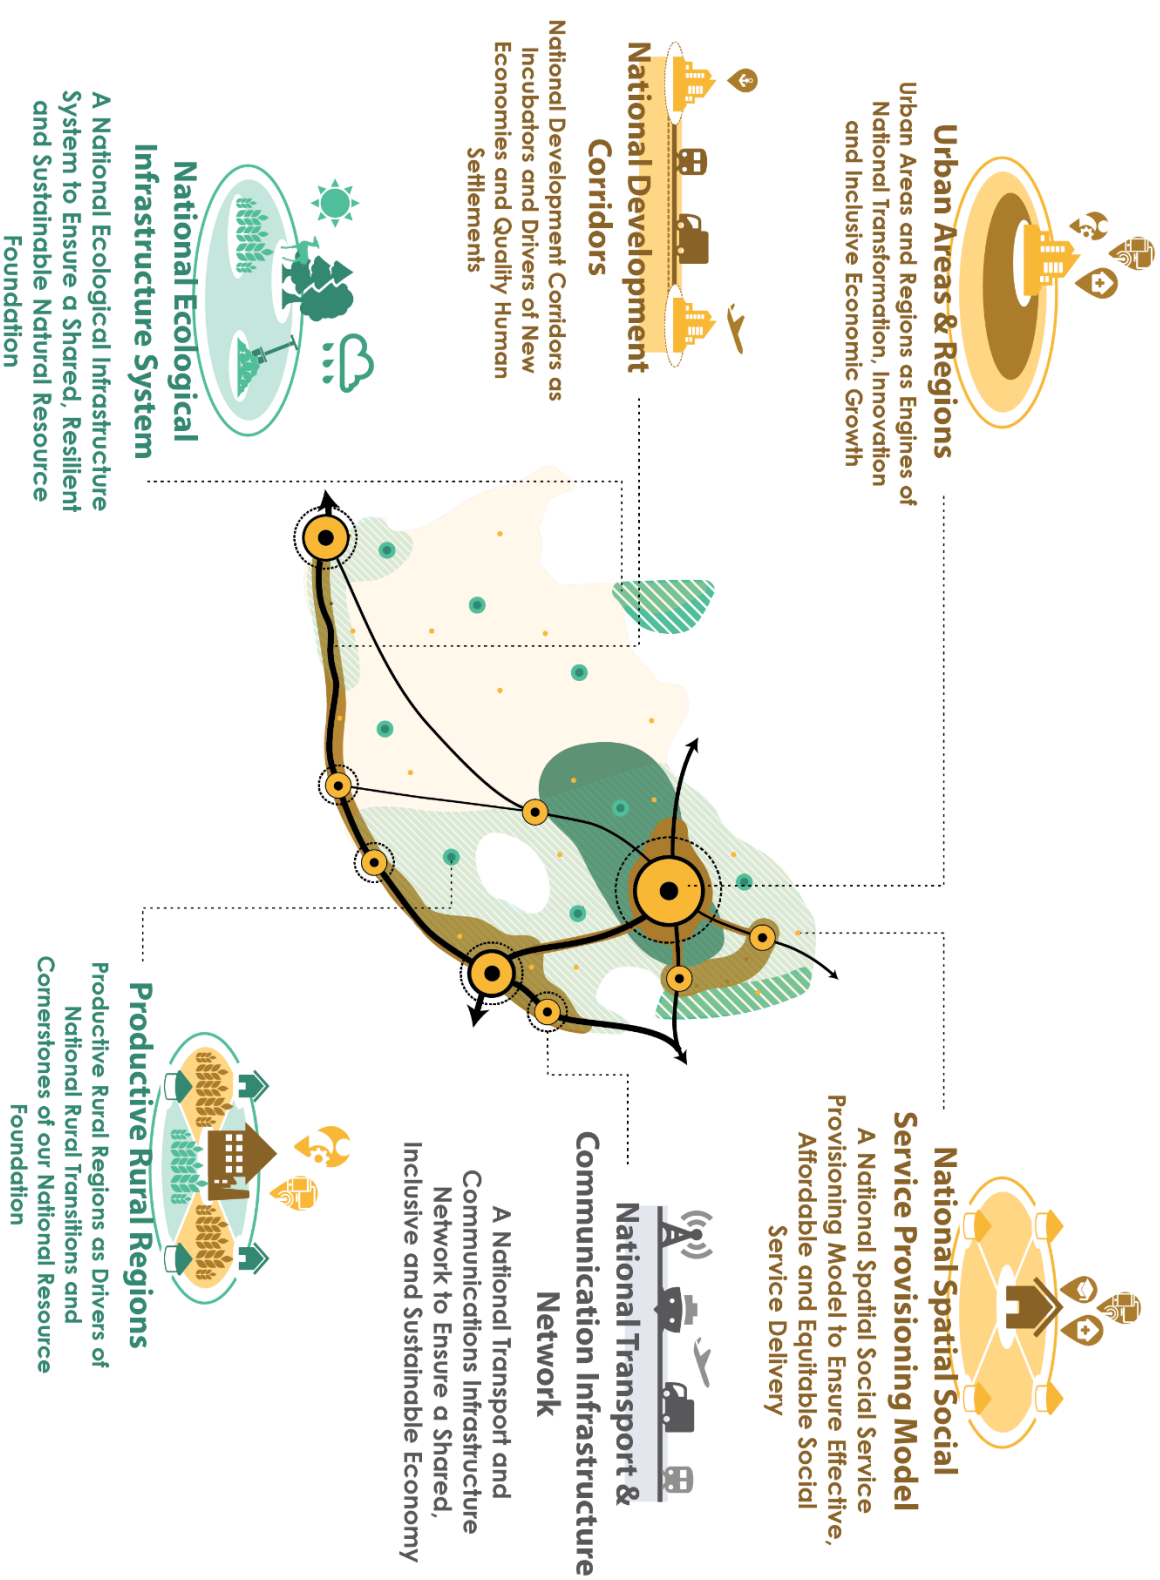 Urban Areas & Regions
Urban Areas and Regions as Engines of
National Transformation, Innovation
and Inclusive Economic Growth
National Development
Corridors
National Development Corridors as
Incubators and Drivers of New
Economies and Quality Human
Settlements
National Ecological
Infrastructure System
A National Ecological Infrastructure
System to Ensure a Shared, Resilient
and Sustainable Natural Resource
Foundation
National Spatial Social
Service Provisioning Model
A National Spatial Social Service
Provisioning Model to Ensure Effective,
Affordable and Equitable Social
Service Delivery
National Transport &
Communication Infrastructure
Network
A National Transport and
Communications Infrastructure
Network to Ensure a Shared,
Inclusive and Sustainable Economy
Productive Rural Regions
Productive Rural Regions as Drivers of
National Rural Transitions and
Cornerstones of our National Resource
Foundation